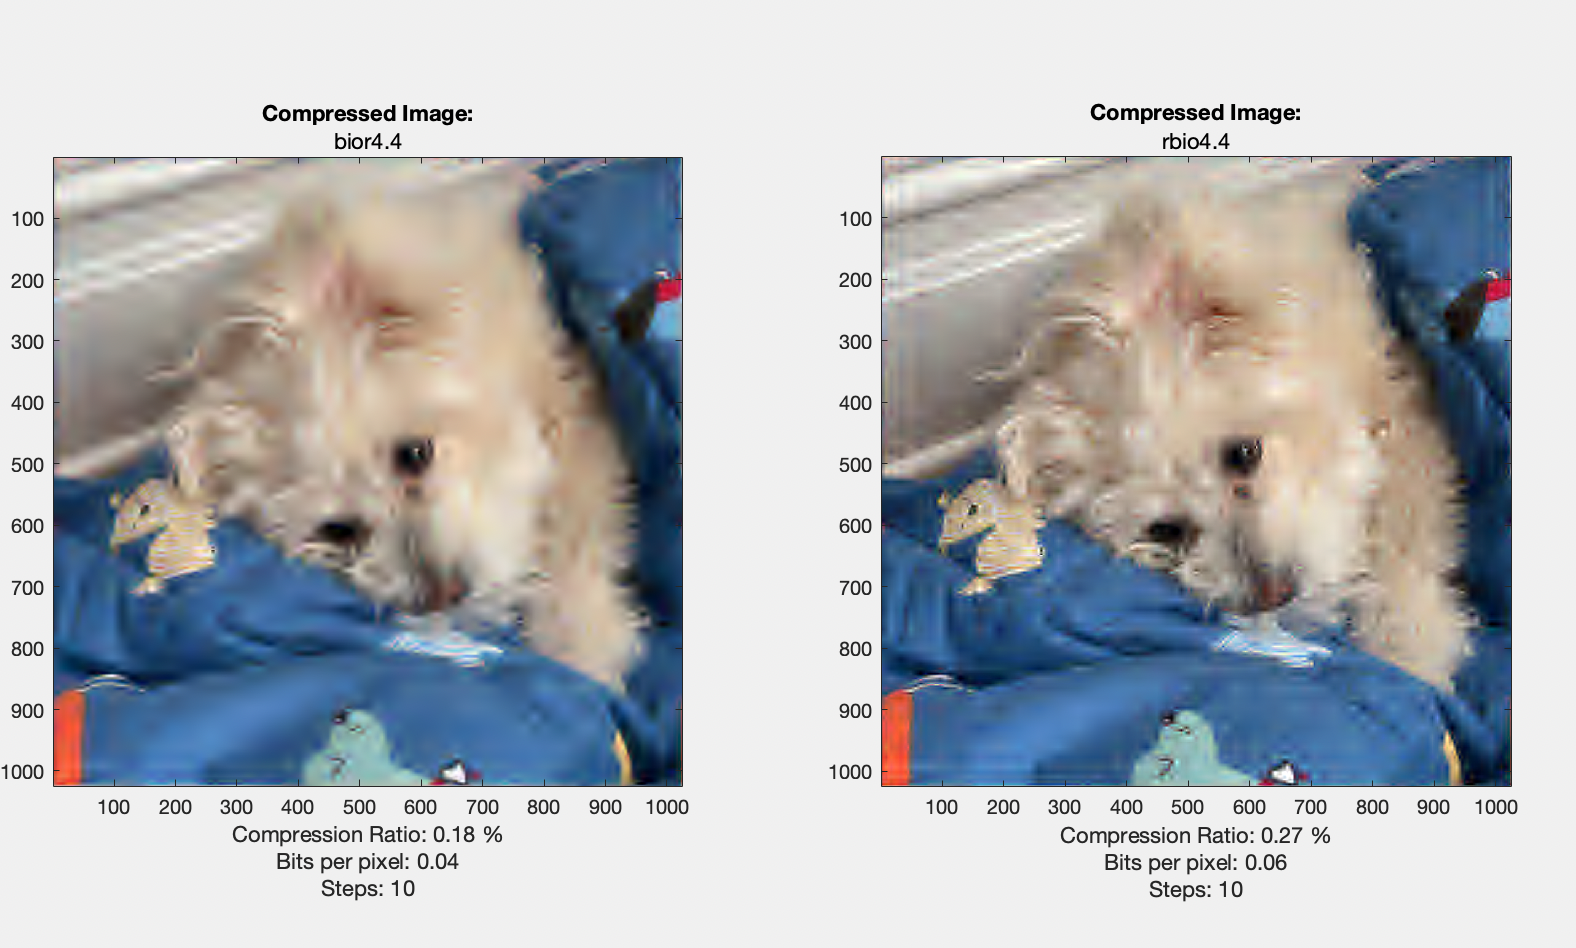 Compressed Image:
bior4.4
100
200
300
400
500
600
700
800
900
1000
100 200 300 400 500 600 700 800 900 1000
Compression Ratio: 0.18 %
Bits per pixel: 0.04
Steps: 10
Compressed Image:
rbio4.4
100
200
300
400
500
600
700
800
900
1000
100 200 300 400 500 600 700 800 900 1000
Compression Ratio: 0.27 %
Bits per pixel: 0.06
Steps: 10